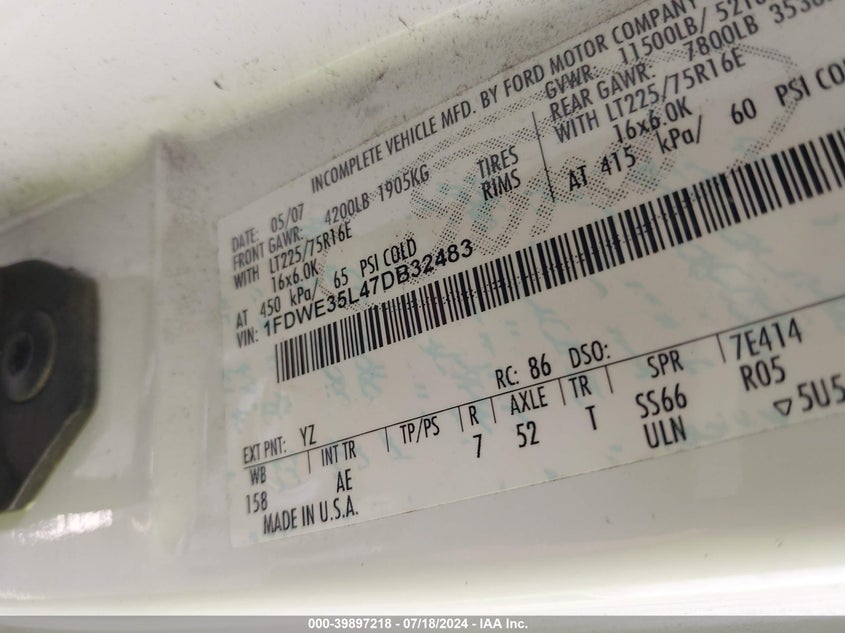 INCOMPLETE VEHICLE MFD. BY FORD MOTOR COMPANY
DATE: 05/07 GVWR: 11500LB/
FRONT GAWR: 4200LB 1905KG REAR GAWR: 7800LB
WITH LT225/75R16E TIRES WITH LT225/75R16E
16x6.0K RIMS 16x6.0K
AT 450 kPa/ 65 PSI COLD AT 415 kPa/ 60 PSI
VIN: 1FDWE35L47DB32483
RC: 86 DSO:
EXT PNT: YZ
WB INT TR TP/PS R AXLE TR SPR 7E414
158 AE 7 52 T SS66 R05
ULN ▽5U5
MADE IN U.S.A.
000-39897218 - 07/18/2024 - IAA Inc.